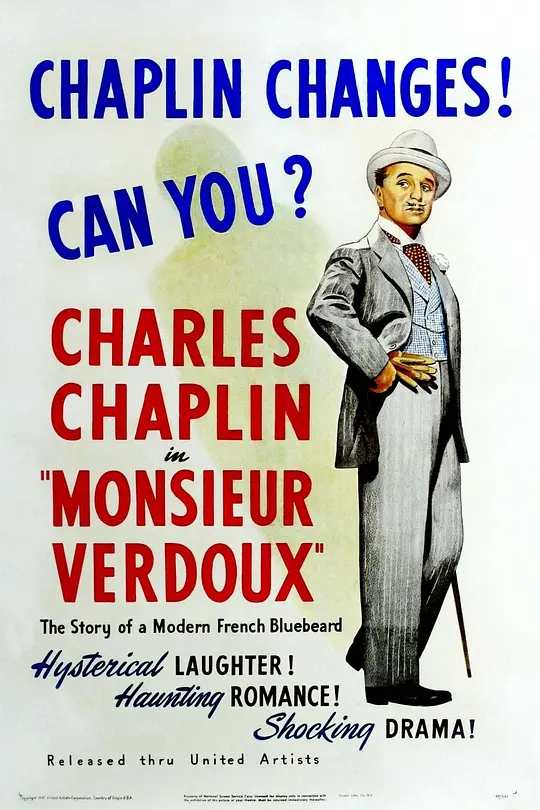 CHAPLIN CHANGES!
CAN YOU?
CHARLES
CHAPLIN
in
"MONSIEUR
VERDOUX"
The Story of a Modern French Bluebeard
Hysterical LAUGHTER!
Haunting ROMANCE!
Shocking DRAMA!
Released thru United Artists